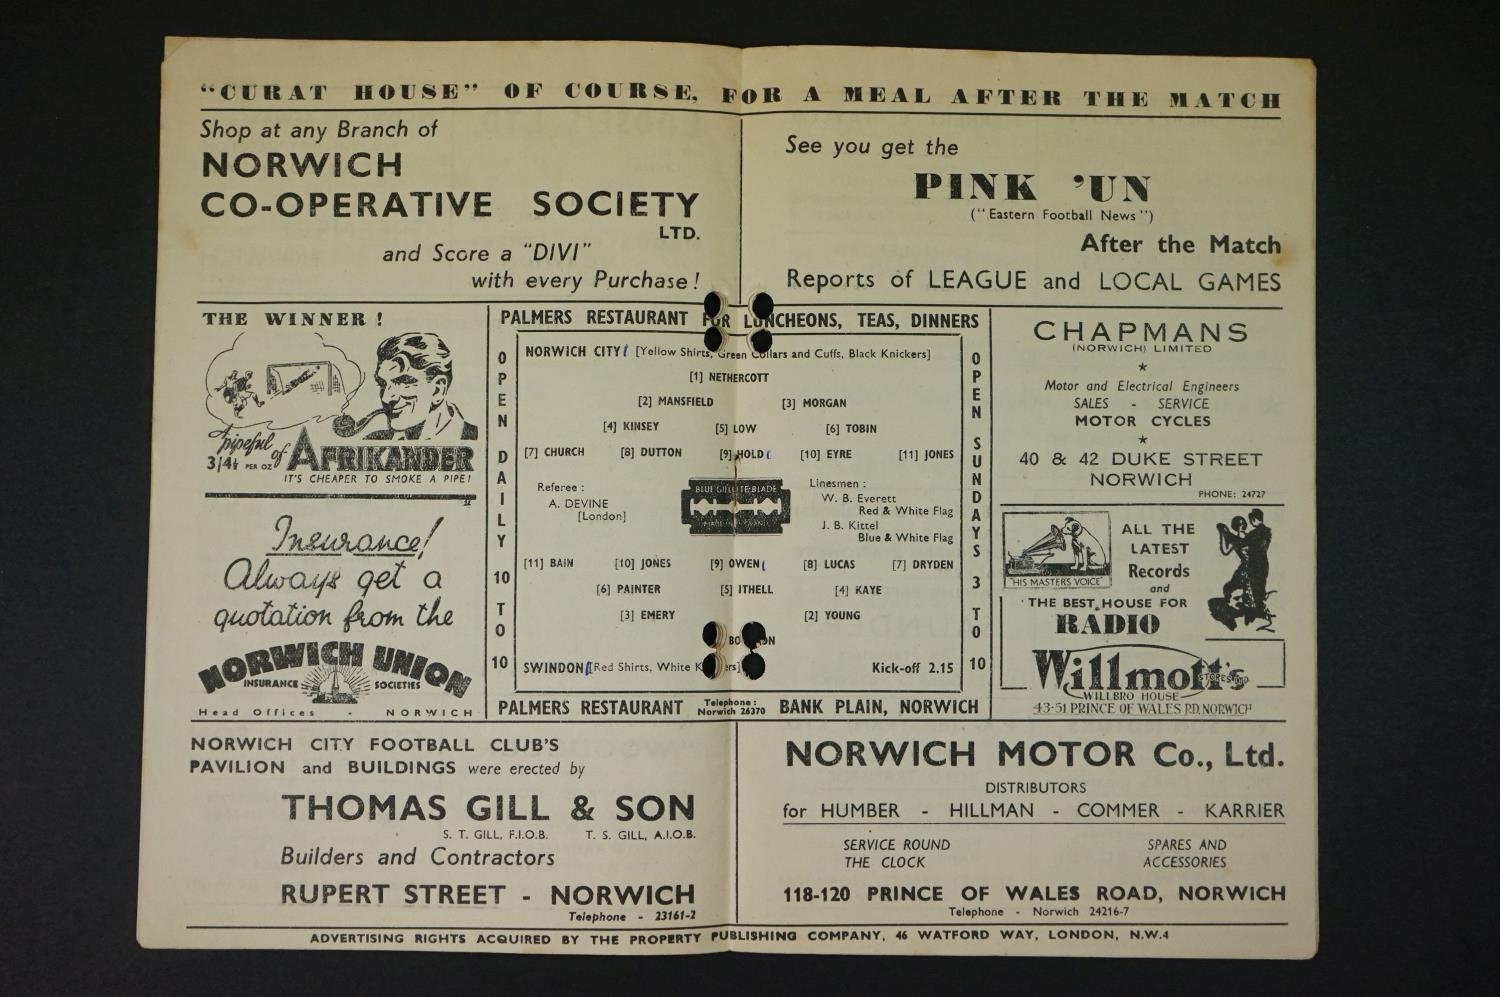 "CURAT HOUSE" OF COURSE, FOR A MEAL AFTER THE MATCH
Shop at any Branch of
NORWICH
CO-OPERATIVE SOCIETY
LTD.
and Score a "DIVI"
with every Purchase!
See you get the
PINK 'UN
("Eastern Football News")
After the Match
Reports of LEAGUE and LOCAL GAMES
THE WINNER!
A pipeful of AFRIKANDER
3/4½ PER OZ
IT'S CHEAPER TO SMOKE A PIPE!
Insurance!
Always get a
quotation from the
NORWICH UNION
INSURANCE SOCIETIES
Head Offices - NORWICH
PALMERS RESTAURANT FOR LUNCHEONS, TEAS, DINNERS
OPEN DAILY 10 TO 10
NORWICH CITY [Yellow Shirts, Green Collars and Cuffs, Black Knickers]
[1] NETHERCOTT
[2] MANSFIELD [3] MORGAN
[4] KINSEY [5] LOW [6] TOBIN
[7] CHURCH [8] DUTTON [9] HOLD [10] EYRE [11] JONES
Referee :
A. DEVINE
[London]
BLUE GILLETTE BLADE
Linesmen :
W. B. Everett
Red & White Flag
J. B. Kittel
Blue & White Flag
[11] BAIN [10] JONES [9] OWEN [8] LUCAS [7] DRYDEN
[6] PAINTER [5] ITHELL [4] KAYE
[3] EMERY [2] YOUNG
SWINDON [Red Shirts, White
Kick-off 2.15
OPEN SUNDAYS 3 TO 10
PALMERS RESTAURANT Telephone : Norwich 26370 BANK PLAIN, NORWICH
CHAPMANS
(NORWICH) LIMITED
Motor and Electrical Engineers
SALES - SERVICE
MOTOR CYCLES
40 & 42 DUKE STREET
NORWICH
PHONE: 24727
"HIS MASTERS VOICE"
ALL THE
LATEST
Records
and
THE BEST HOUSE FOR
RADIO
Willmott's
STORES LTD
WILLBRO HOUSE
43-51 PRINCE OF WALES RD, NORWICH
NORWICH CITY FOOTBALL CLUB'S
PAVILION and BUILDINGS were erected by
THOMAS GILL & SON
S. T. GILL, F.I.O.B. T. S. GILL, A.I.O.B.
Builders and Contractors
RUPERT STREET - NORWICH
Telephone - 23161-2
NORWICH MOTOR Co., Ltd.
DISTRIBUTORS
for HUMBER - HILLMAN - COMMER - KARRIER
SERVICE ROUND
THE CLOCK
SPARES AND
ACCESSORIES
118-120 PRINCE OF WALES ROAD, NORWICH
Telephone - Norwich 24216-7
ADVERTISING RIGHTS ACQUIRED BY THE PROPERTY PUBLISHING COMPANY, 46 WATFORD WAY, LONDON, N.W.4